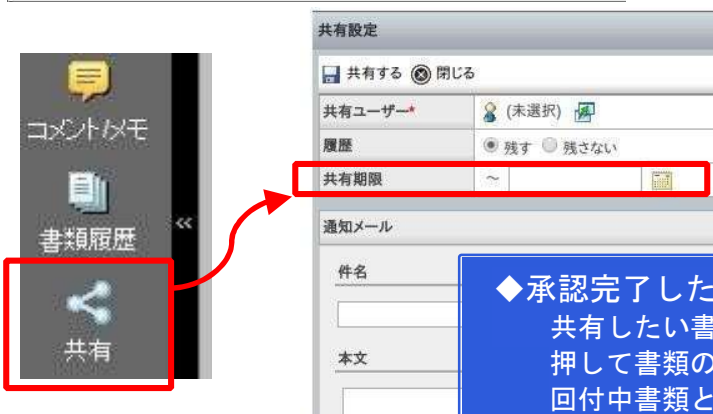 コメント/メモ
書類履歴
«
共有
共有設定
共有する 閉じる
共有ユーザー* (未選択)
履歴 残す 残さない
共有期限 ～
通知メール
件名
本文
◆承認完了した
共有したい書
押して書類の
回付中書類と